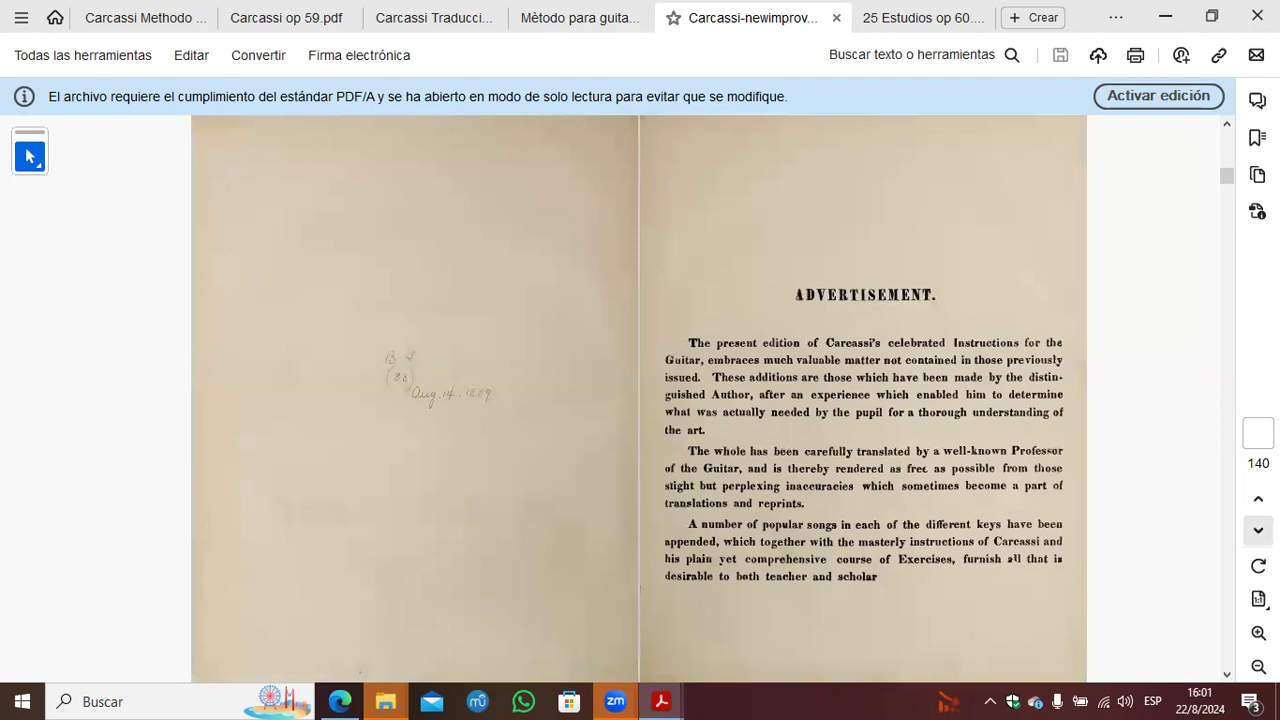 Carcassi Methodo ...
Carcassi op 59.pdf
Carcassi Traducci...
Mètodo para guita...
Carcassi-newimprov...
25 Estudios op 60....
Crear
Todas las herramientas
Editar
Convertir
Firma electrónica
Buscar texto o herramientas
El archivo requiere el cumplimiento del estándar PDF/A y se ha abierto en modo de solo lectura para evitar que se modifique.
Activar edición
Aug. 14.
ADVERTISEMENT.
The present edition of Carcassi's celebrated Instructions for the
Guitar, embraces much valuable matter not contained in those previously
issued. These additions are those which have been made by the distin-
guished Author, after an experience which enabled him to determine
what was actually needed by the pupil for a thorough understanding of
the art.
The whole has been carefully translated by a well-known Professor
of the Guitar, and is thereby rendered as free as possible from those
slight but perplexing inaccuracies which sometimes become a part of
translations and reprints.
A number of popular songs in each of the different keys have been
appended, which together with the masterly instructions of Carcassi and
his plain yet comprehensive course of Exercises, furnish all that is
desirable to both teacher and scholar
140
Buscar
zm
ESP
16:01
22/8/2024
3